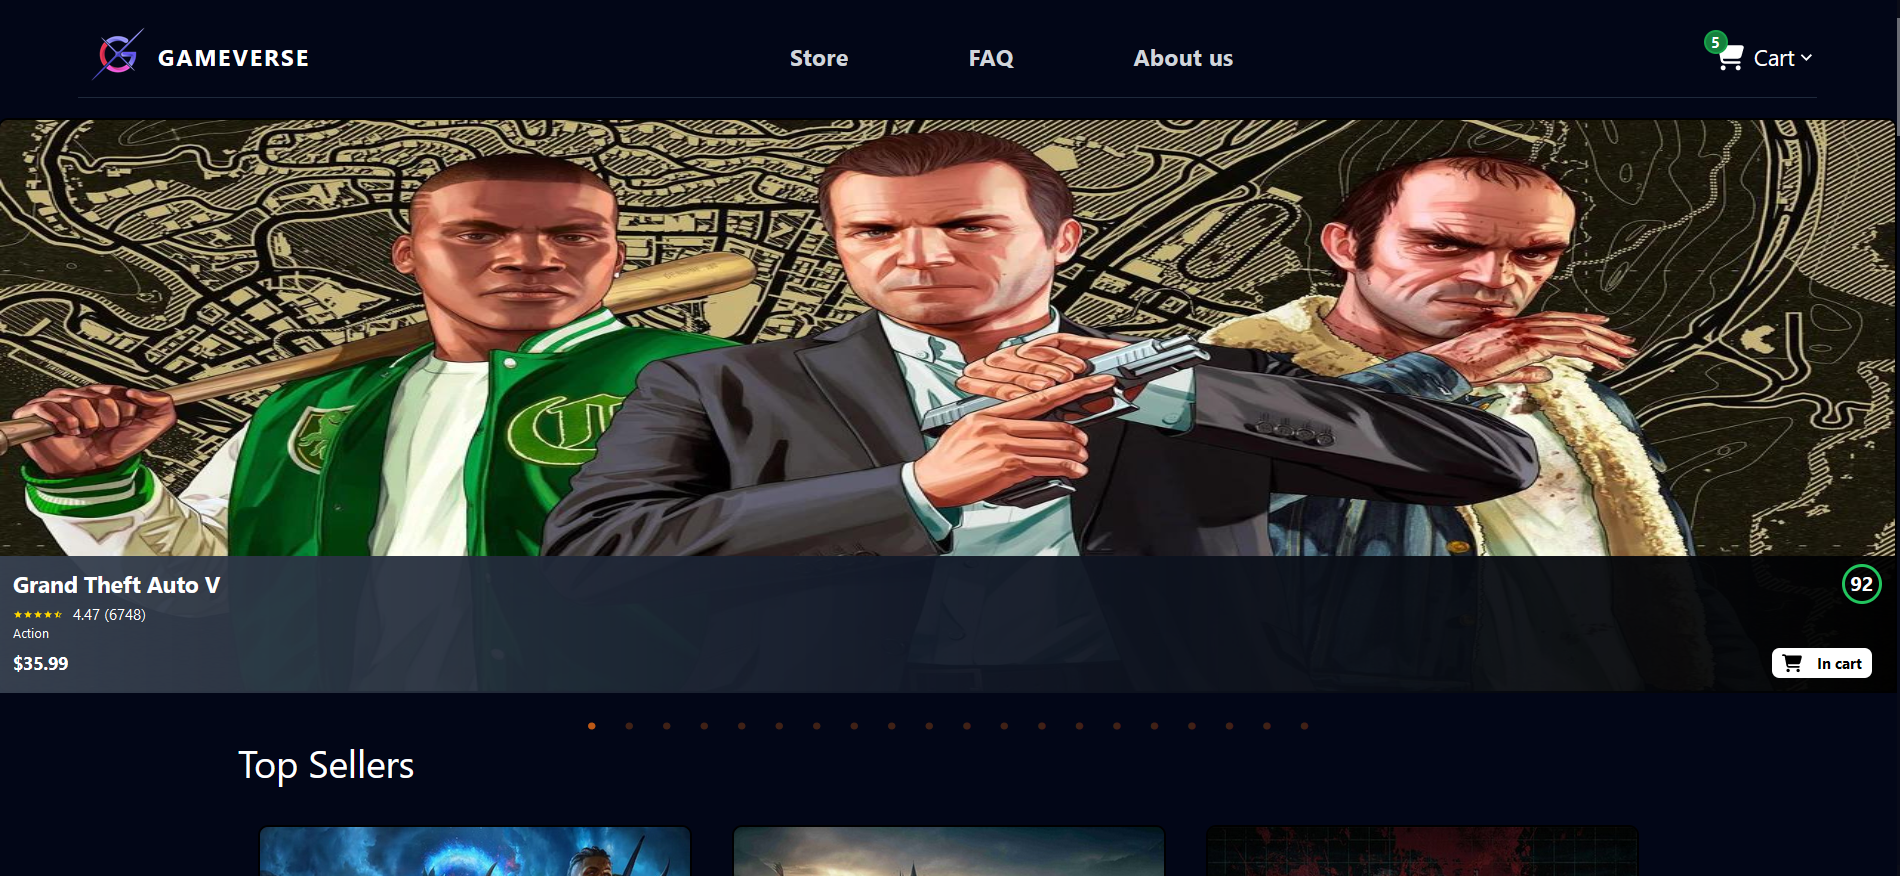 GAMEVERSE
Store
FAQ
About us
5
Cart
Grand Theft Auto V
92
4.47 (6748)
Action
$35.99
In cart
Top Sellers